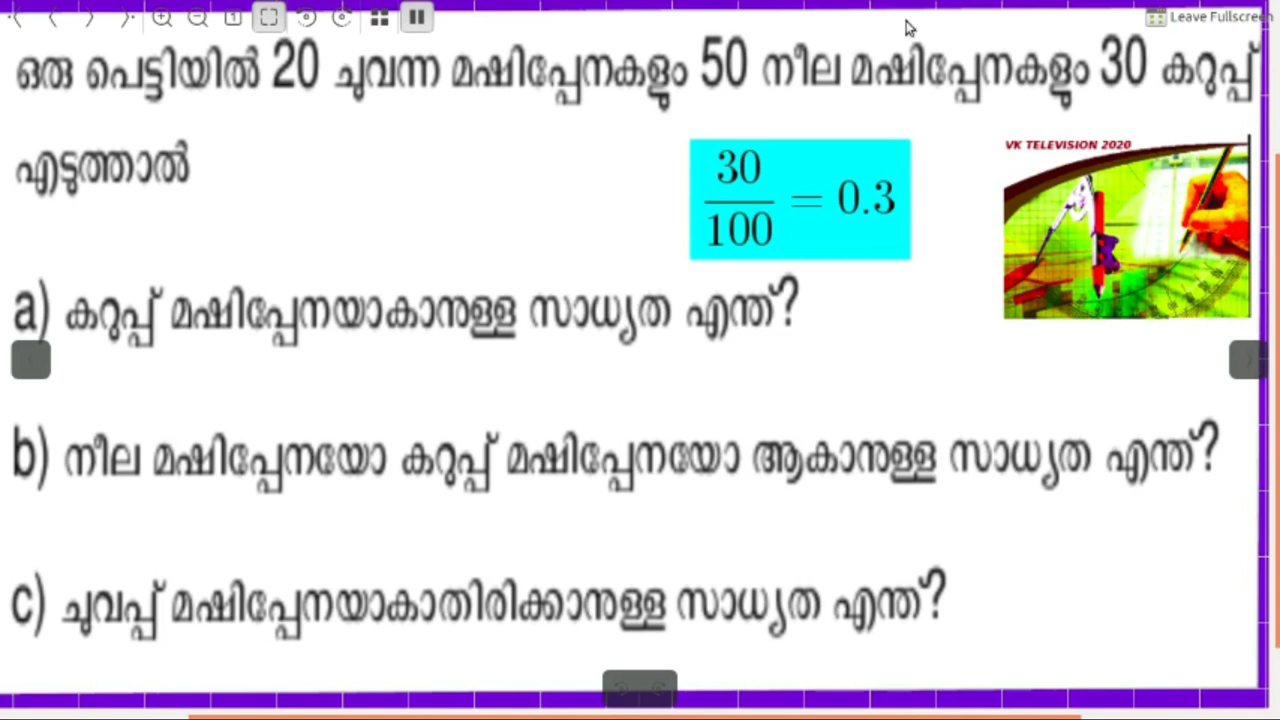 Leave Fullscreen
ഒരു പെട്ടിയിൽ 20 ചുവന്ന മഷിപ്പേനകളും 50 നീല മഷിപ്പേനകളും 30 കറുപ്പ്
എടുത്താൽ
30
100
= 0.3
VK TELEVISION 2020
a) കറുപ്പ് മഷിപ്പേനയാകാനുള്ള സാധ്യത എന്ത്?
b) നീല മഷിപ്പേനയോ കറുപ്പ് മഷിപ്പേനയോ ആകാനുള്ള സാധ്യത എന്ത്?
c) ചുവപ്പ് മഷിപ്പേനയാകാതിരിക്കാനുള്ള സാധ്യത എന്ത്?